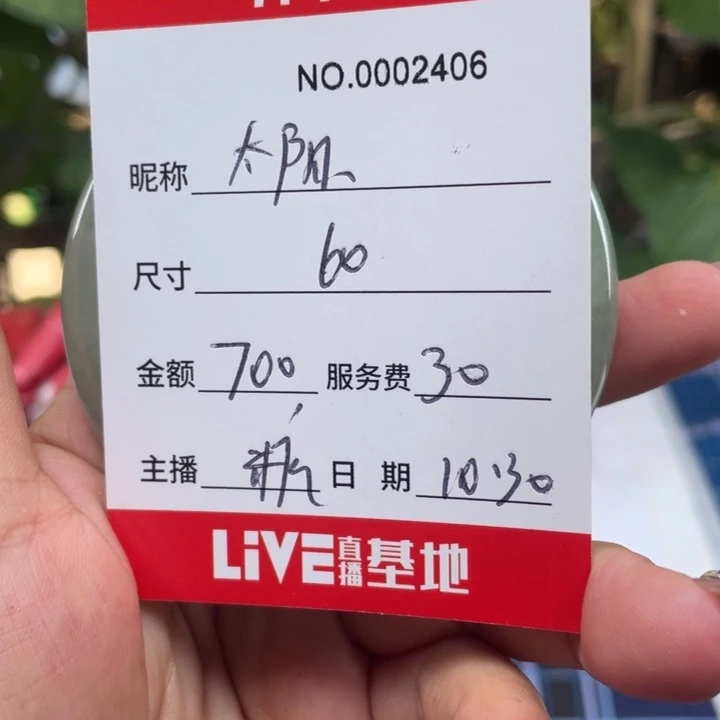 NO.0002406
昵称 太阳
尺寸 60
金额 700 服务费 30
主播 日 期 10.30
LiVE直播基地